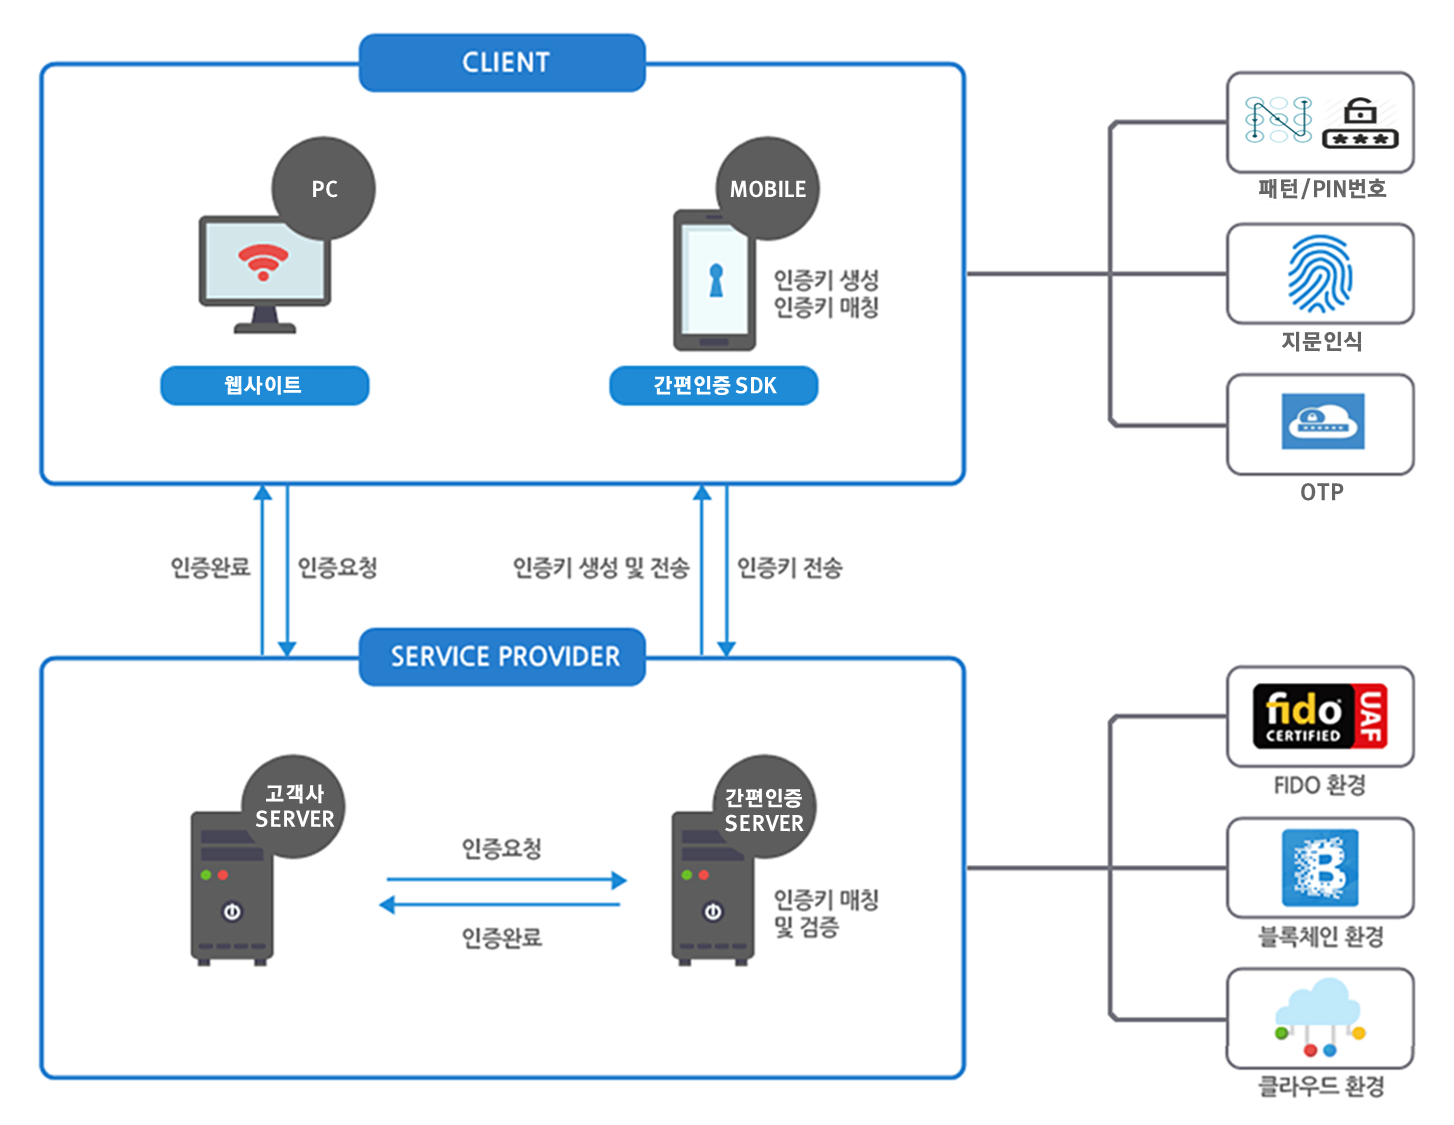 CLIENT
PC
MOBILE
인증키 생성
인증키 매칭
웹사이트
간편인증 SDK
패턴/PIN번호
지문인식
OTP
인증완료
인증요청
인증키 생성 및 전송
인증키 전송
SERVICE PROVIDER
고객사
SERVER
인증요청
인증완료
간편인증
SERVER
인증키 매칭
및 검증
fido
CERTIFIED
UAF
FIDO 환경
B
블록체인 환경
클라우드 환경